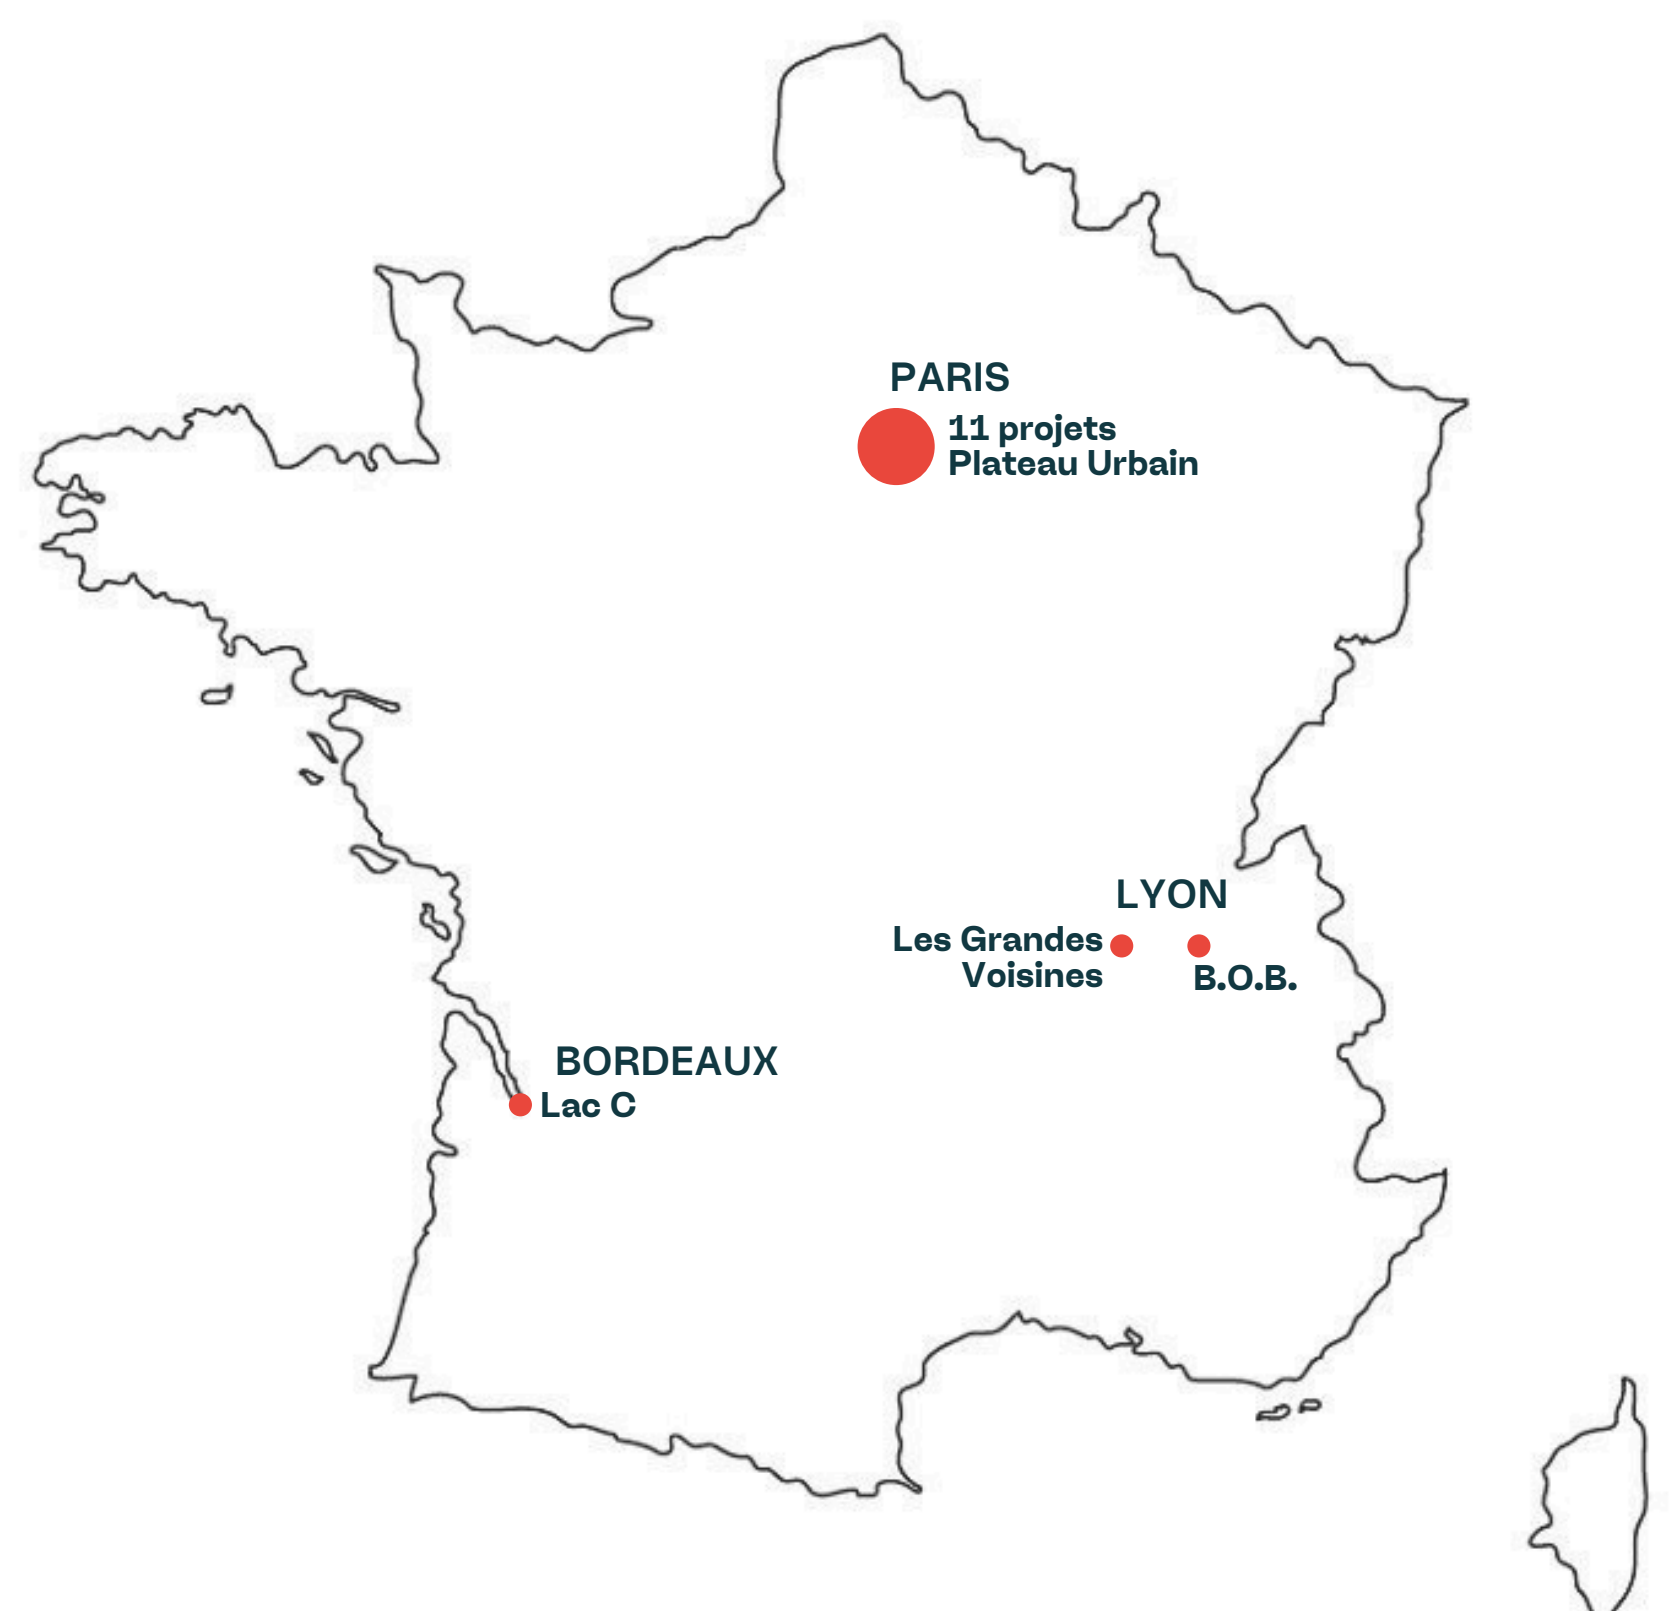 PARIS
11 projets
Plateau Urbain
LYON
Les Grandes
Voisines
B.O.B.
BORDEAUX
Lac C